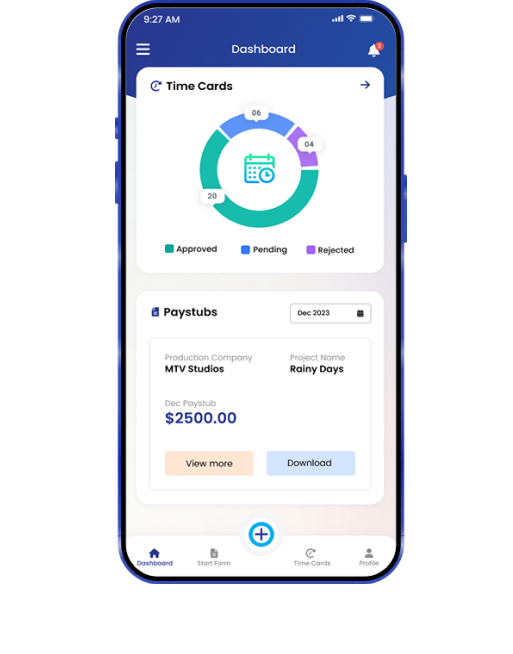 9:27 AM
Dashboard
2
Time Cards
06
04
20
Approved
Pending
Rejected
Paystubs
Dec 2023
Production Company
Project Name
MTV Studios
Rainy Days
Dec Paystub
$2500.00
View more
Download
Dashboard
Start Form
Time Cards
Profile